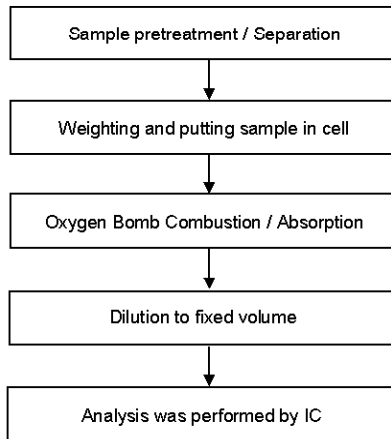 Sample pretreatment / Separation
Weighting and putting sample in cell
Oxygen Bomb Combustion / Absorption
Dilution to fixed volume
Analysis was performed by IC